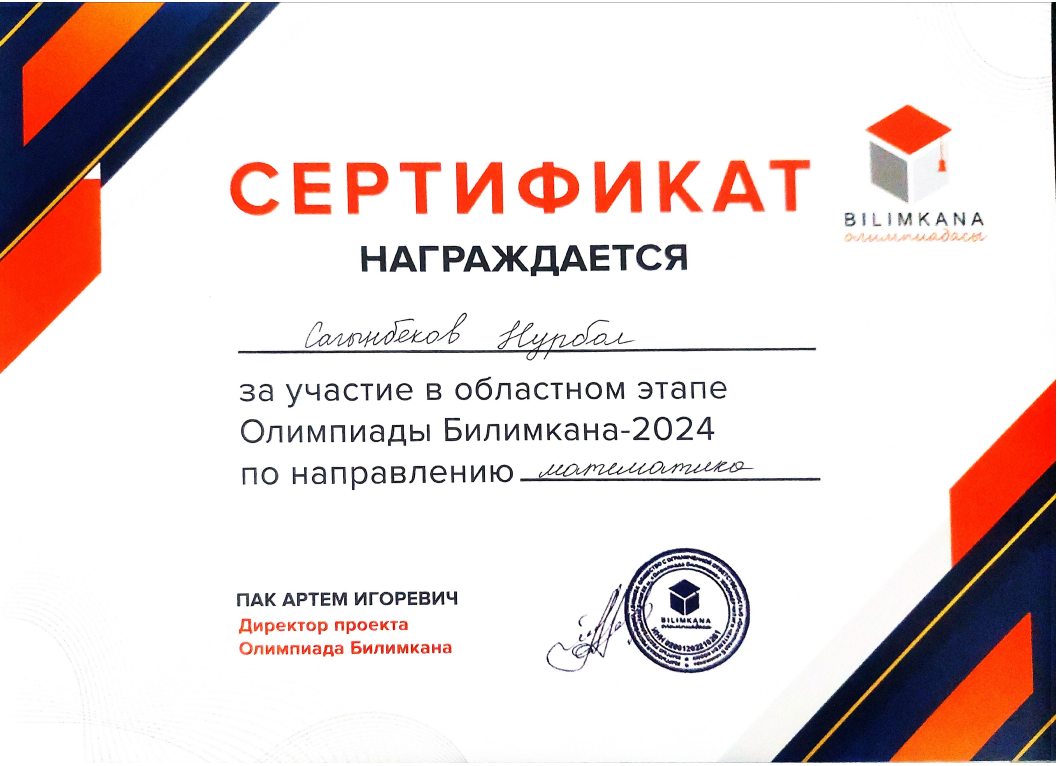 СЕРТИФИКАТ
BILIMKANA
олимпиадасы
НАГРАЖДАЕТСЯ
Сагынбеков Нурбол
за участие в областном этапе
Олимпиады Билимкана-2024
по направлению математика
ПАК АРТЕМ ИГОРЕВИЧ
Директор проекта
Олимпиада Билимкана
BILIMKANA
олимпиадасы